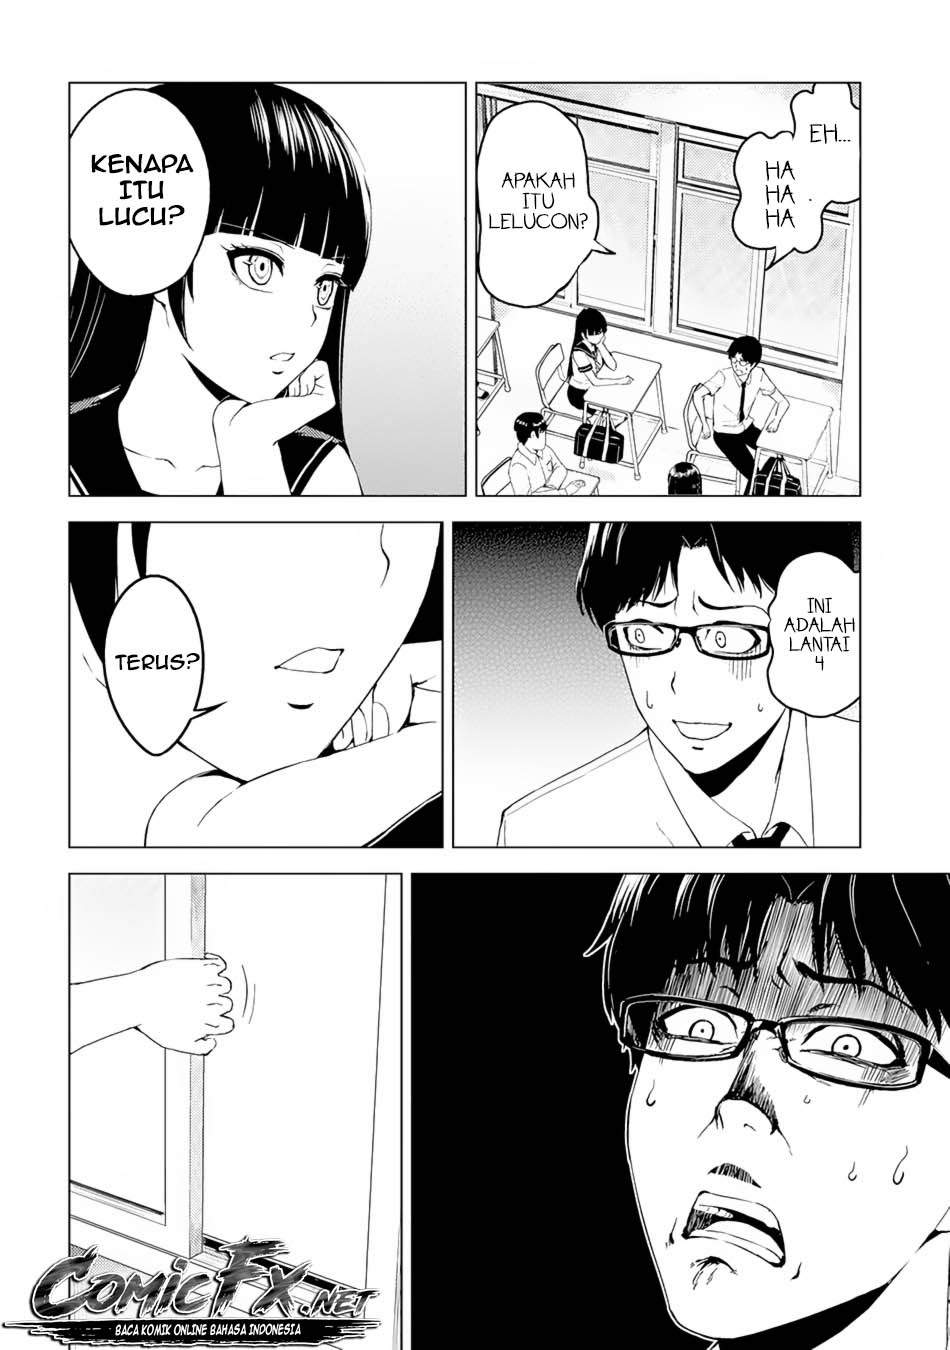 EH...
HA
HA
HA
APAKAH
ITU
LELUCON?
KENAPA
ITU
LUCU?
INI
ADALAH
LANTAI
4
TERUS?
COMICFX.NET
BACA KOMIK ONLINE BAHASA INDONESIA